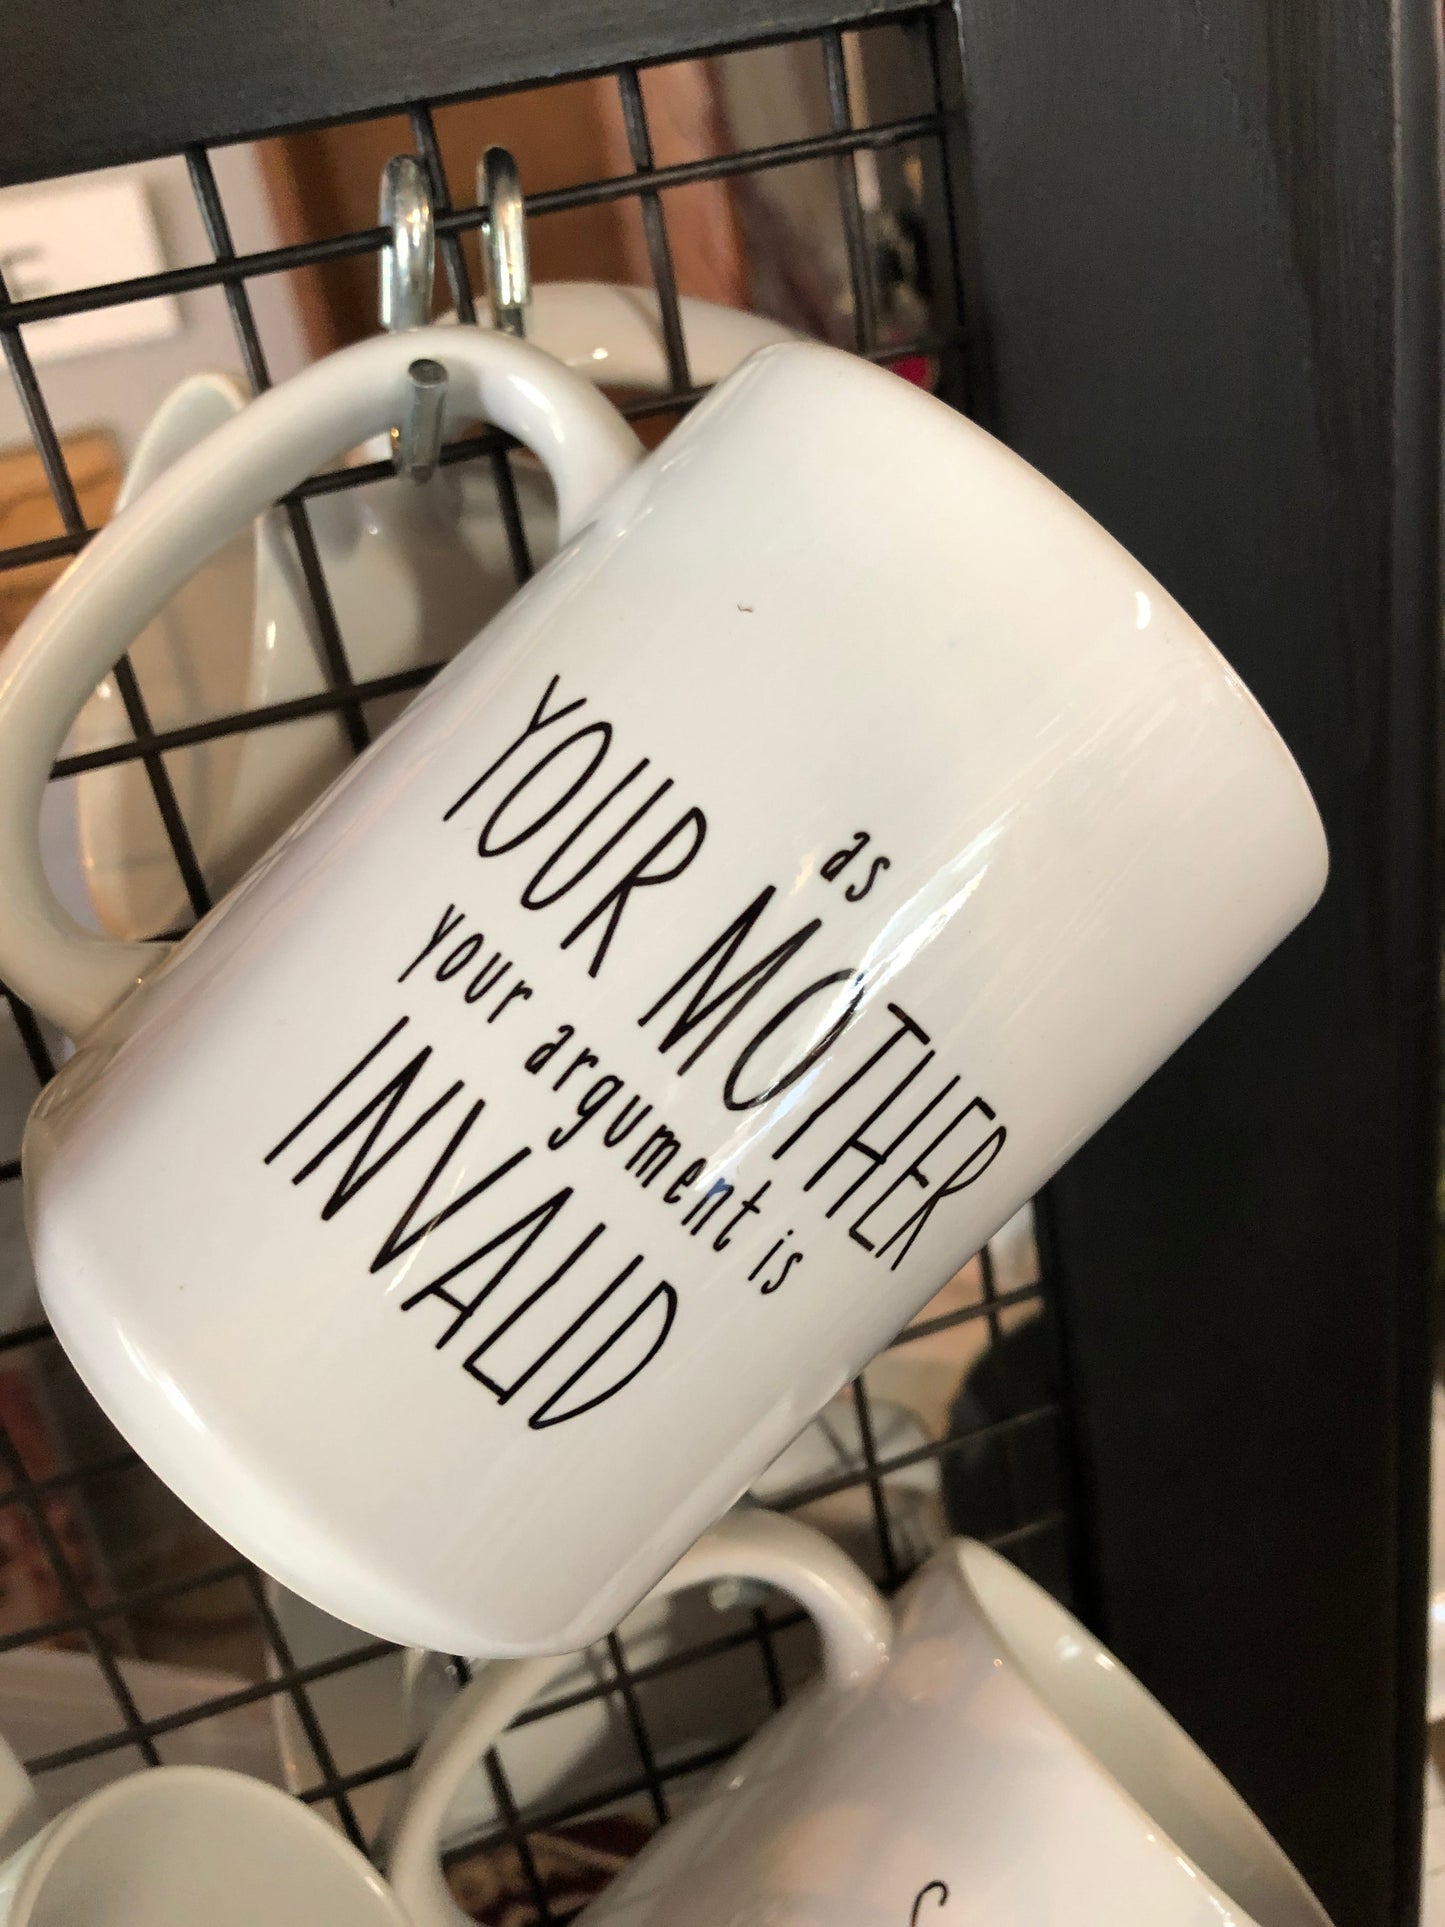 as
YOUR MOTHER
your argument is
INVALID
E